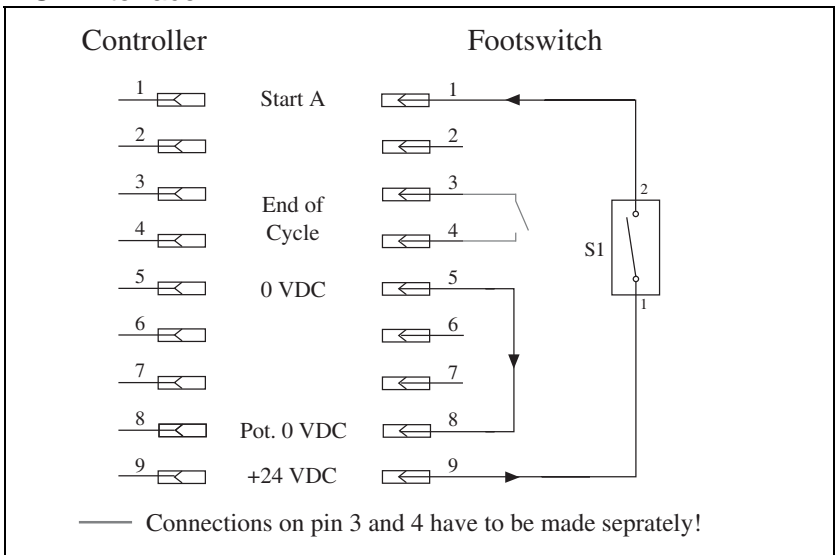 Controller Footswitch
1 Start A 1
2 2
3 3 2
End of
Cycle
4 4 S1
5 0 VDC 5 1
6 6
7 7
8 Pot. 0 VDC 8
9 +24 VDC 9
Connections on pin 3 and 4 have to be made seprately!